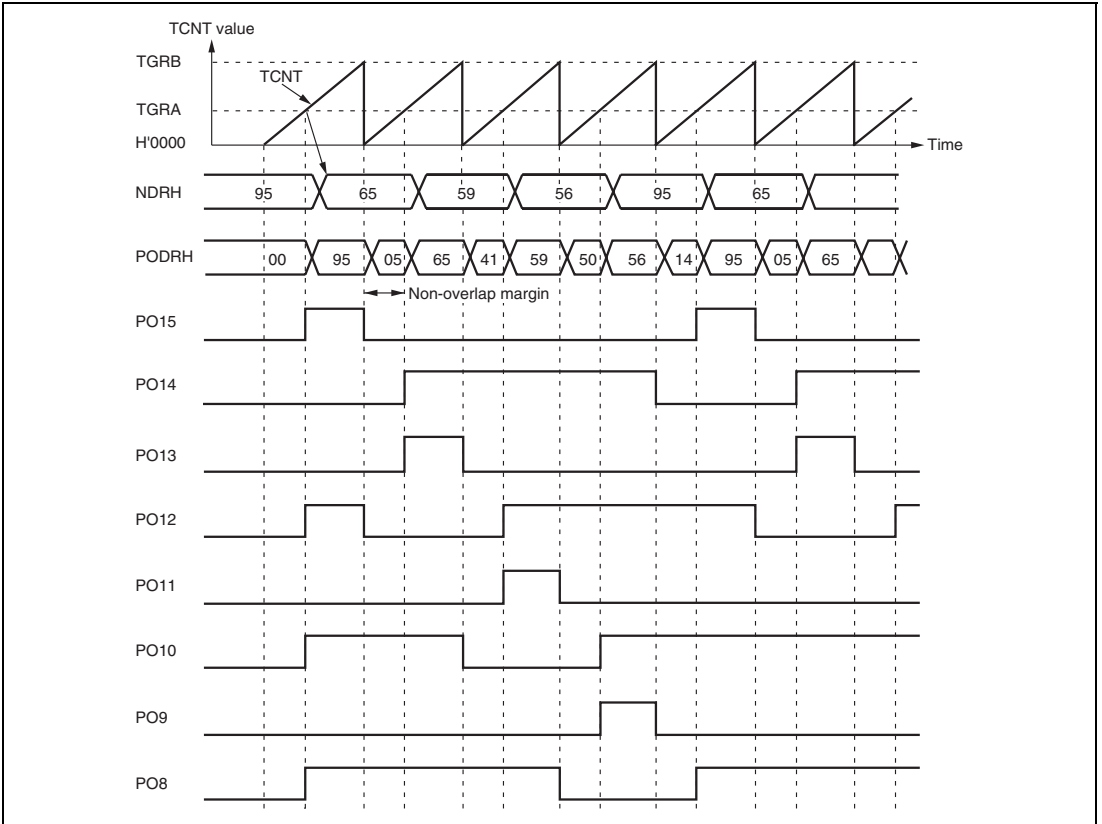 TCNT value
TGRB
TCNT
TGRA
H'0000
Time
NDRH 95 65 59 56 95 65
PODRH 00 95 05 65 41 59 50 56 14 95 05 65
Non-overlap margin
PO15
PO14
PO13
PO12
PO11
PO10
PO9
PO8